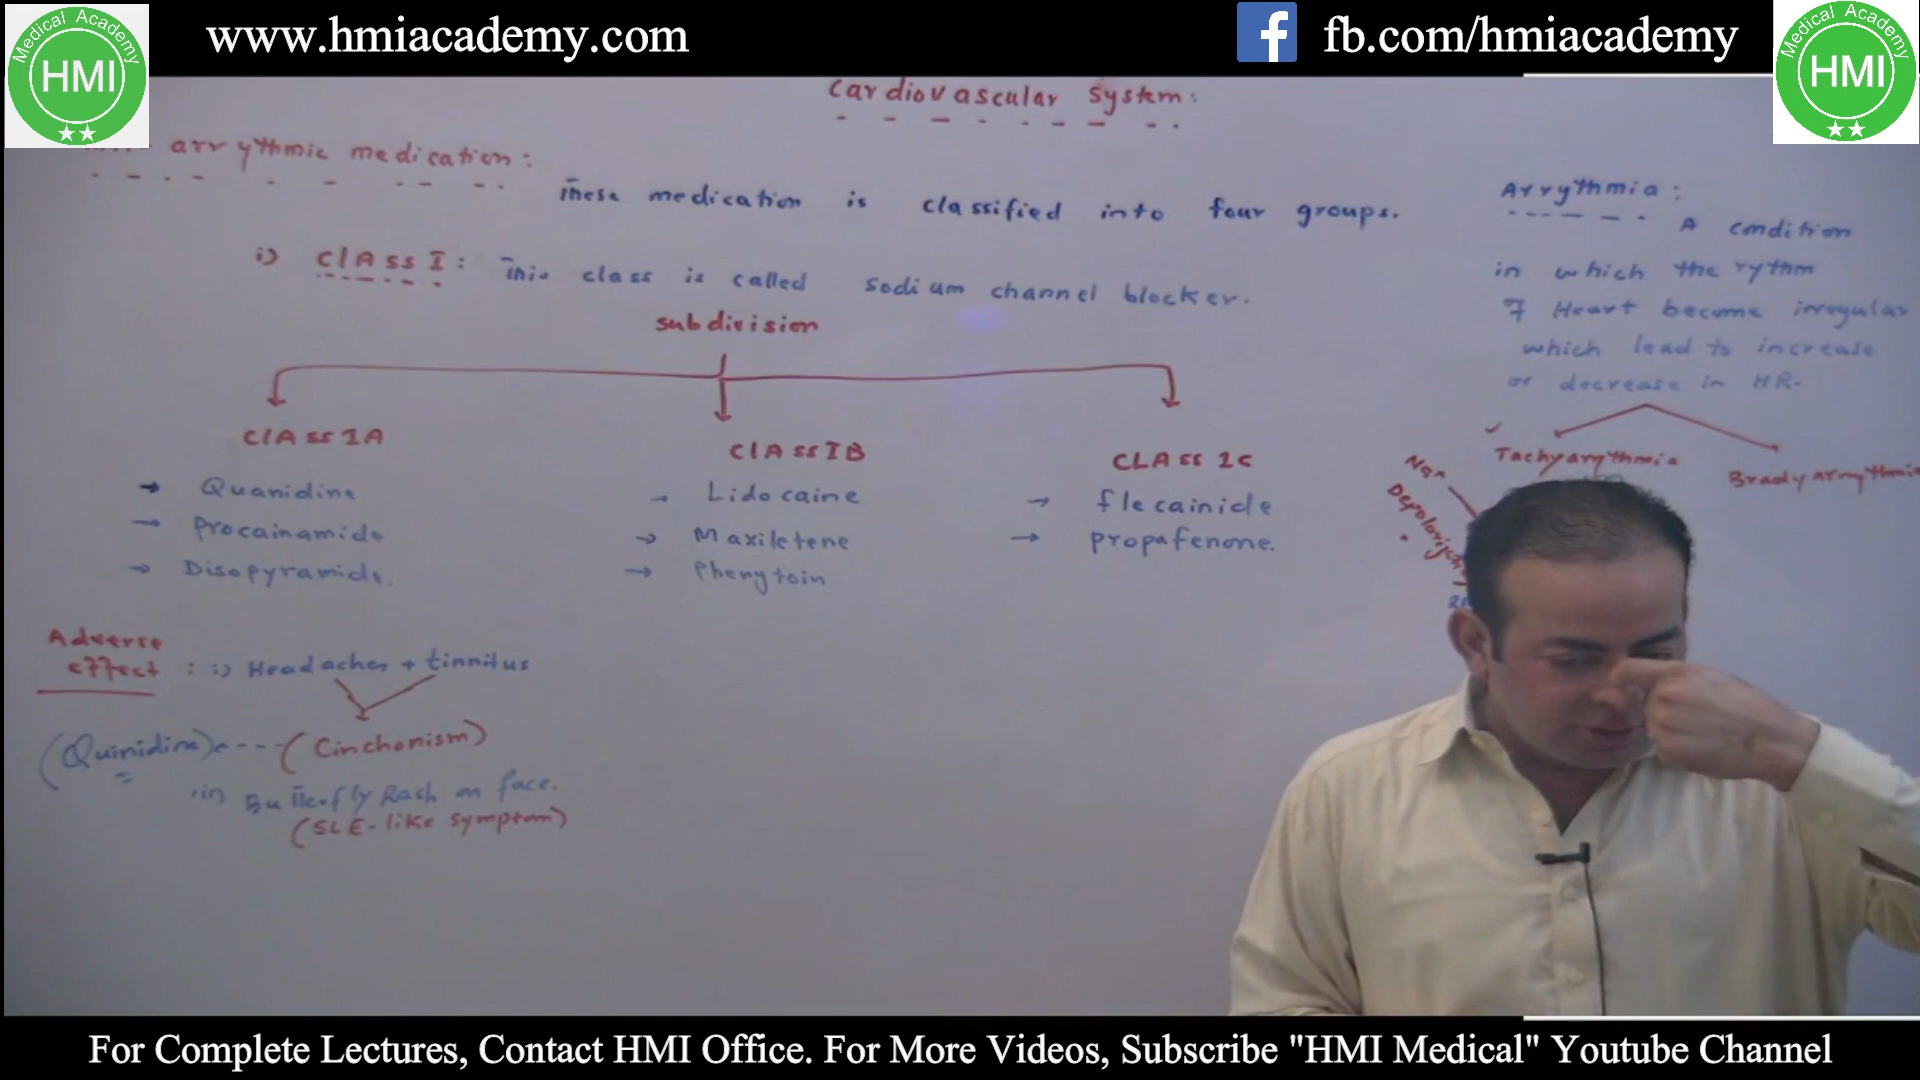 www.hmiacademy.com
fb.com/hmiacademy
Medical Academy
HMI
Medical Academy
HMI
Cardiovascular System:
arrythmic medication:
These medication is classified into four groups.
i) ClAss I: This class is called sodium channel blocker.
subdivision
ClAss IA
→ Quanidine
→ Procainamide
→ Disopyramide.
ClAss IB
→ Lidocaine
→ Maxiletene
→ Phenytoin
CLAss IC
→ flecainide
→ propafenone.
Adverse effect : i) Headaches + tinnitus
(Quinidine) ← --- (Cinchonism)
ii) Butterfly Rash on face.
(SLE-like symptom)
Arrythmia:
A condition
in which the rythm
of Heart become irregular
which lead to increase
or decrease in HR.
Tachyarrythmia
Bradyarrythmia
Non
For Complete Lectures, Contact HMI Office. For More Videos, Subscribe "HMI Medical" Youtube Channel